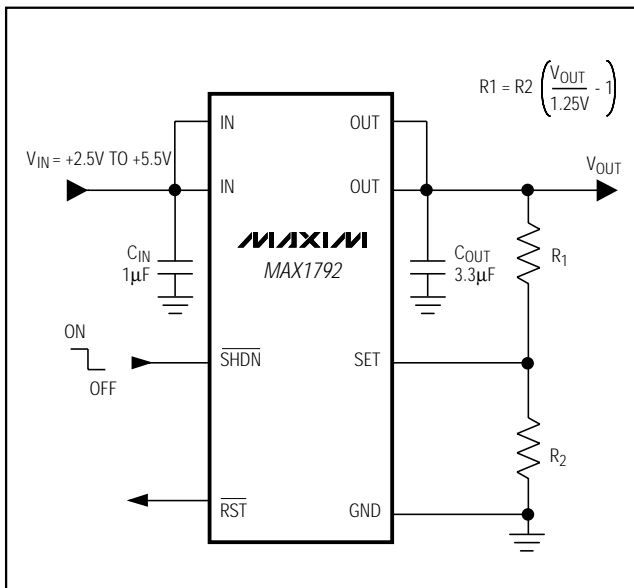 R1 = R2 (VOUT / 1.25V - 1)
IN
OUT
VIN = +2.5V TO +5.5V
IN
OUT
VOUT
MAXIM
MAX1792
CIN
1µF
COUT
3.3µF
R1
ON
OFF
SHDN
SET
R2
RST
GND